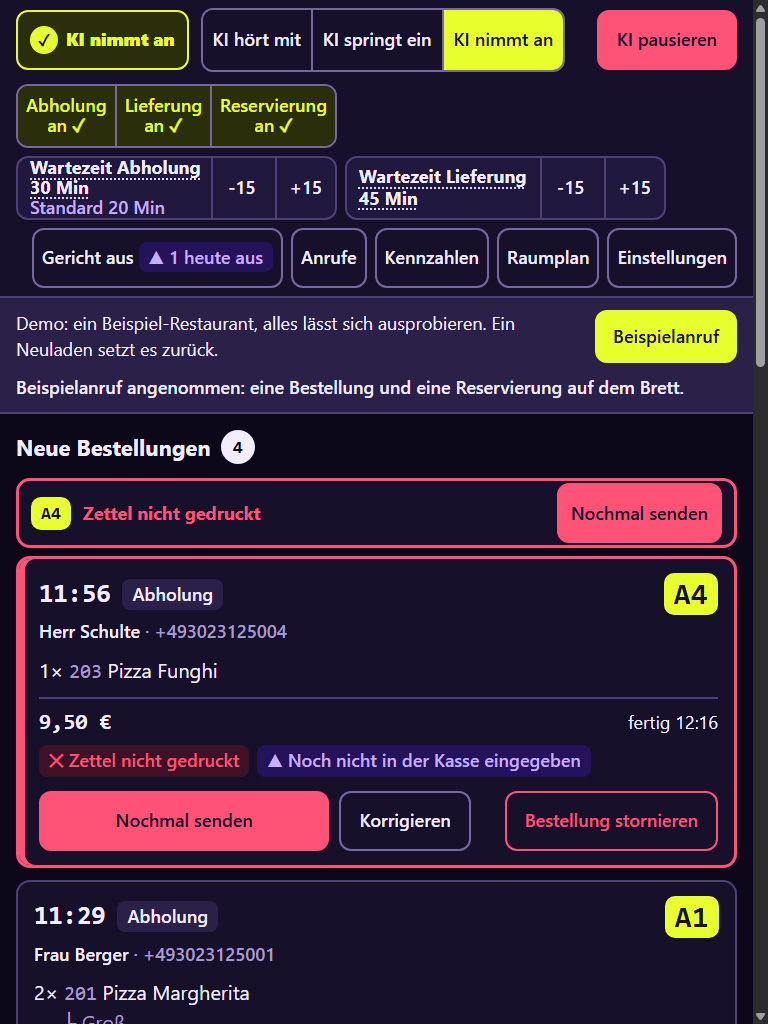 ✓ KI nimmt an
KI hört mit KI springt ein KI nimmt an
KI pausieren
Abholung an ✓ Lieferung an ✓ Reservierung an ✓
Wartezeit Abholung
30 Min
Standard 20 Min
-15 +15
Wartezeit Lieferung
45 Min
-15 +15
Gericht aus ▲ 1 heute aus Anrufe Kennzahlen Raumplan Einstellungen
Demo: ein Beispiel-Restaurant, alles lässt sich ausprobieren. Ein
Neuladen setzt es zurück.
Beispielanruf
Beispielanruf angenommen: eine Bestellung und eine Reservierung auf dem Brett.
Neue Bestellungen 4
A4 Zettel nicht gedruckt Nochmal senden
11:56 Abholung A4
Herr Schulte · +493023125004
1× 203 Pizza Funghi
9,50 € fertig 12:16
✕ Zettel nicht gedruckt ▲ Noch nicht in der Kasse eingegeben
Nochmal senden Korrigieren Bestellung stornieren
11:29 Abholung A1
Frau Berger · +493023125001
2× 201 Pizza Margherita
└ Groß